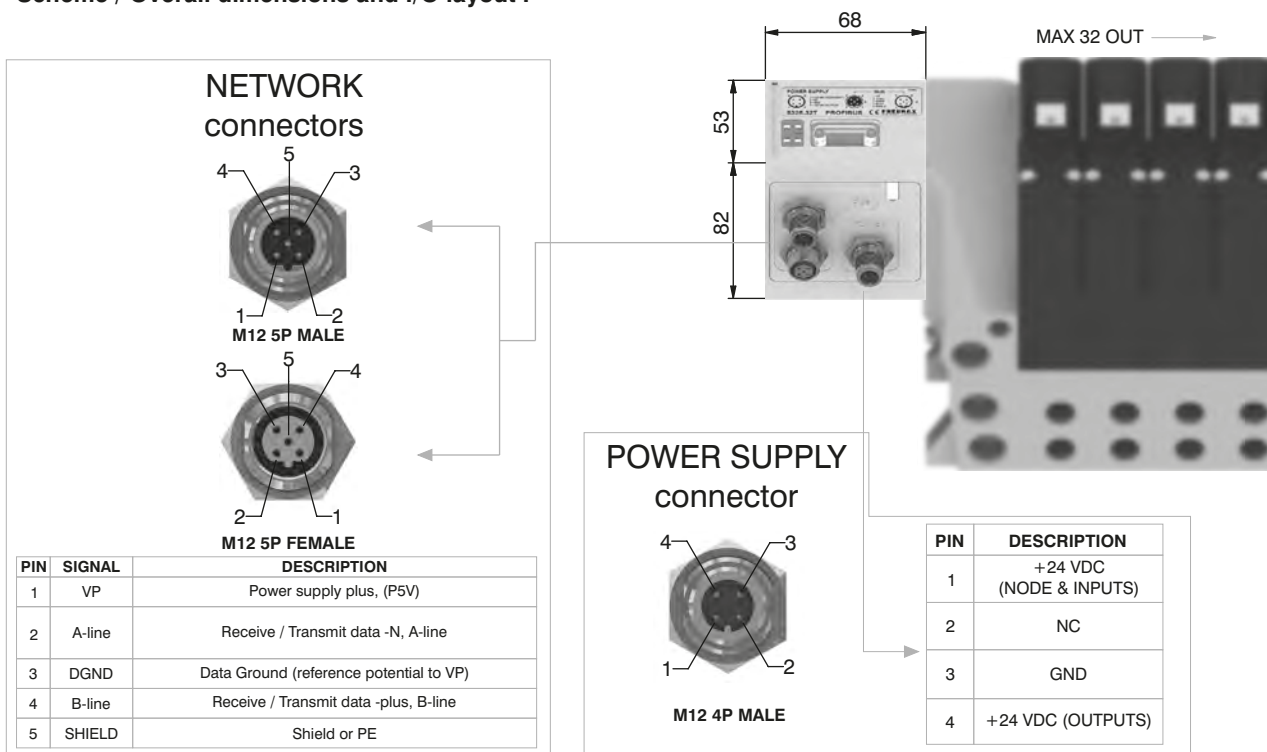 Scheme / Overall dimensions and I/O layout :
NETWORK
connectors
5
4
3
1
2
M12 5P MALE
5
3
4
2
1
M12 5P FEMALE
PIN SIGNAL DESCRIPTION
1 VP Power supply plus, (P5V)
2 A-line Receive / Transmit data -N, A-line
3 DGND Data Ground (reference potential to VP)
4 B-line Receive / Transmit data -plus, B-line
5 SHIELD Shield or PE
68
53
82
MAX 32 OUT
POWER SUPPLY
PROFIBUS
CE PNEUMAX
POWER SUPPLY
connector
4
3
1
2
M12 4P MALE
PIN DESCRIPTION
1 +24 VDC
(NODE & INPUTS)
2 NC
3 GND
4 +24 VDC (OUTPUTS)